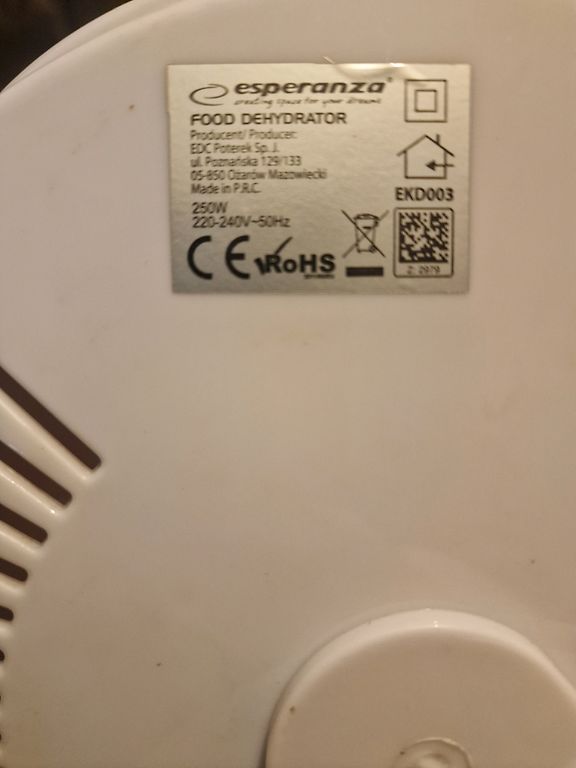 esperanza®
creating space for your dreams
FOOD DEHYDRATOR
Producent/ Producer:
EDC Poterek Sp. J.
ul. Poznańska 129/133
05-850 Ożarów Mazowiecki
Made in P.R.C.
EKD003
250W
220-240V~50Hz
CE RoHS
Z: 2979